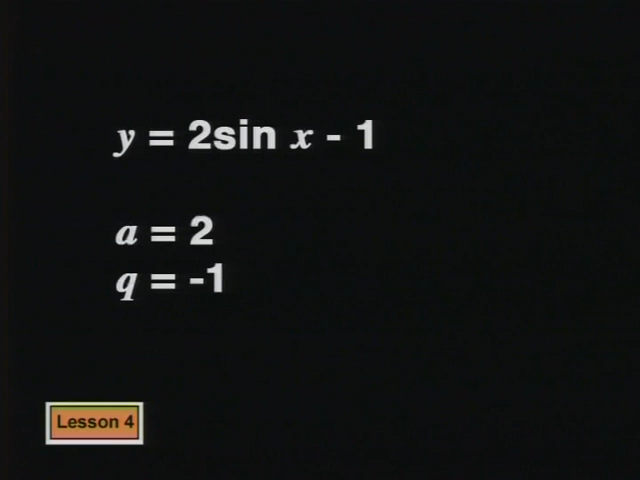 y = 2sin x - 1
a = 2
q = -1
Lesson 4